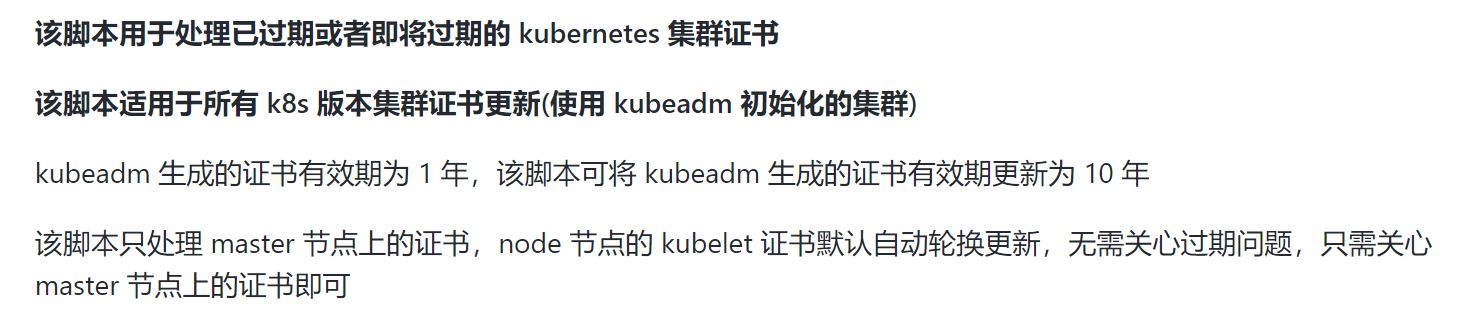 该脚本用于处理已过期或者即将过期的 kubernetes 集群证书
该脚本适用于所有 k8s 版本集群证书更新(使用 kubeadm 初始化的集群)
kubeadm 生成的证书有效期为 1 年，该脚本可将 kubeadm 生成的证书有效期更新为 10 年
该脚本只处理 master 节点上的证书，node 节点的 kubelet 证书默认自动轮换更新，无需关心过期问题，只需关心
master 节点上的证书即可